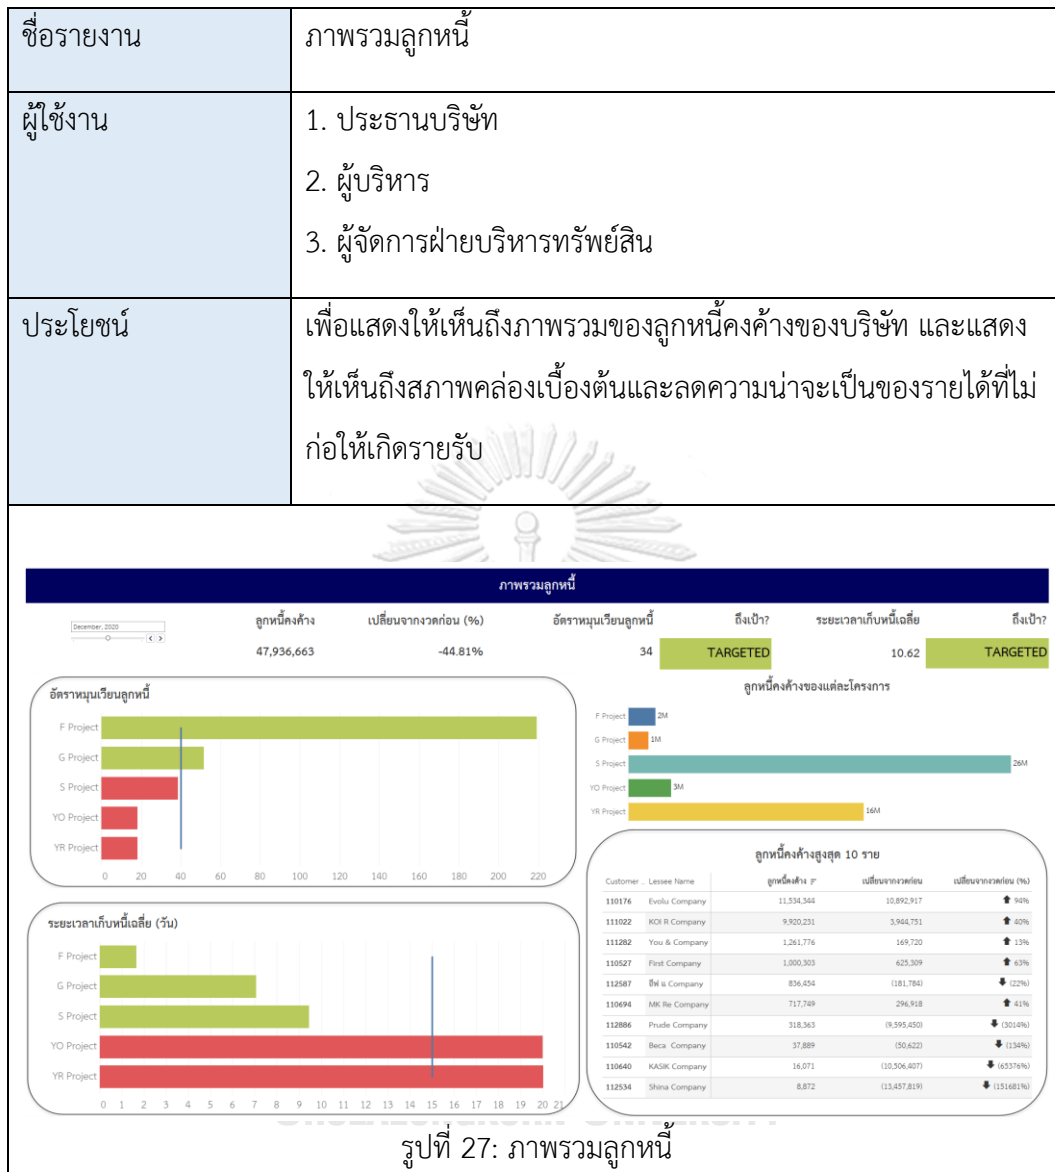 ชื่อรายงาน
ภาพรวมลูกหนี้
ผู้ใช้งาน
1. ประธานบริษัท
2. ผู้บริหาร
3. ผู้จัดการฝ่ายบริหารทรัพย์สิน
ประโยชน์
เพื่อแสดงให้เห็นถึงภาพรวมของลูกหนี้คงค้างของบริษัท และแสดง
ให้เห็นถึงสภาพคล่องเบื้องต้นและลดความน่าจะเป็นของรายได้ที่ไม่
ก่อให้เกิดรายรับ
ภาพรวมลูกหนี้
December, 2020
ลูกหนี้คงค้าง เปลี่ยนจากงวดก่อน (%) อัตราหมุนเวียนลูกหนี้ ถึงเป้า? ระยะเวลาเก็บหนี้เฉลี่ย ถึงเป้า?
47,936,663 -44.81% 34 TARGETED 10.62 TARGETED
อัตราหมุนเวียนลูกหนี้
F Project
G Project
S Project
YO Project
YR Project
0 20 40 60 80 100 120 140 160 180 200 220
ลูกหนี้คงค้างของแต่ละโครงการ
F Project 2M
G Project 1M
S Project 26M
YO Project 3M
YR Project 16M
ระยะเวลาเก็บหนี้เฉลี่ย (วัน)
F Project
G Project
S Project
YO Project
YR Project
0 1 2 3 4 5 6 7 8 9 10 11 12 13 14 15 16 17 18 19 20 21
ลูกหนี้คงค้างสูงสุด 10 ราย
Customer .. Lessee Name ลูกหนี้คงค้าง เปลี่ยนจากงวดก่อน เปลี่ยนจากงวดก่อน (%)
110176 Evolu Company 11,534,344 10,892,917 94%
111022 KOI R Company 9,920,231 3,944,751 40%
111282 You & Company 1,261,776 169,720 13%
110527 First Company 1,000,303 625,309 63%
112587 Company 836,454 (181,784) (22%)
110694 MK Re Company 717,749 296,918 41%
112886 Prude Company 318,363 (9,595,450) (3014%)
110542 Beca Company 37,889 (50,622) (134%)
110640 KASIK Company 16,071 (10,506,407) (65376%)
112534 Shina Company 8,872 (13,457,819) (151681%)
รูปที่ 27: ภาพรวมลูกหนี้